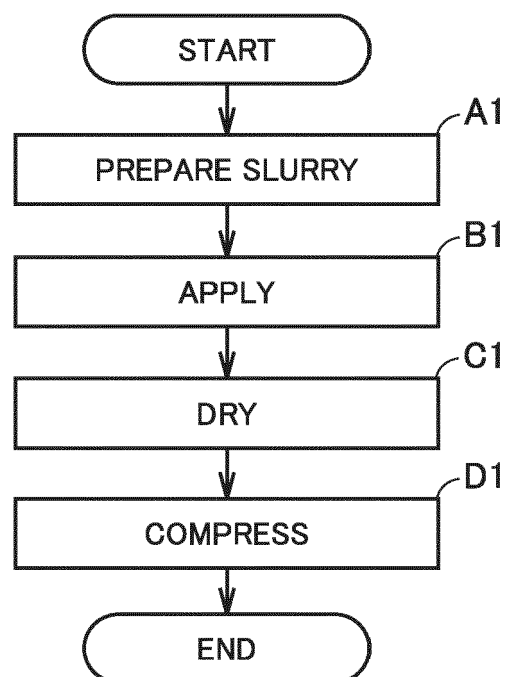 START
A1
PREPARE SLURRY
B1
APPLY
C1
DRY
D1
COMPRESS
END